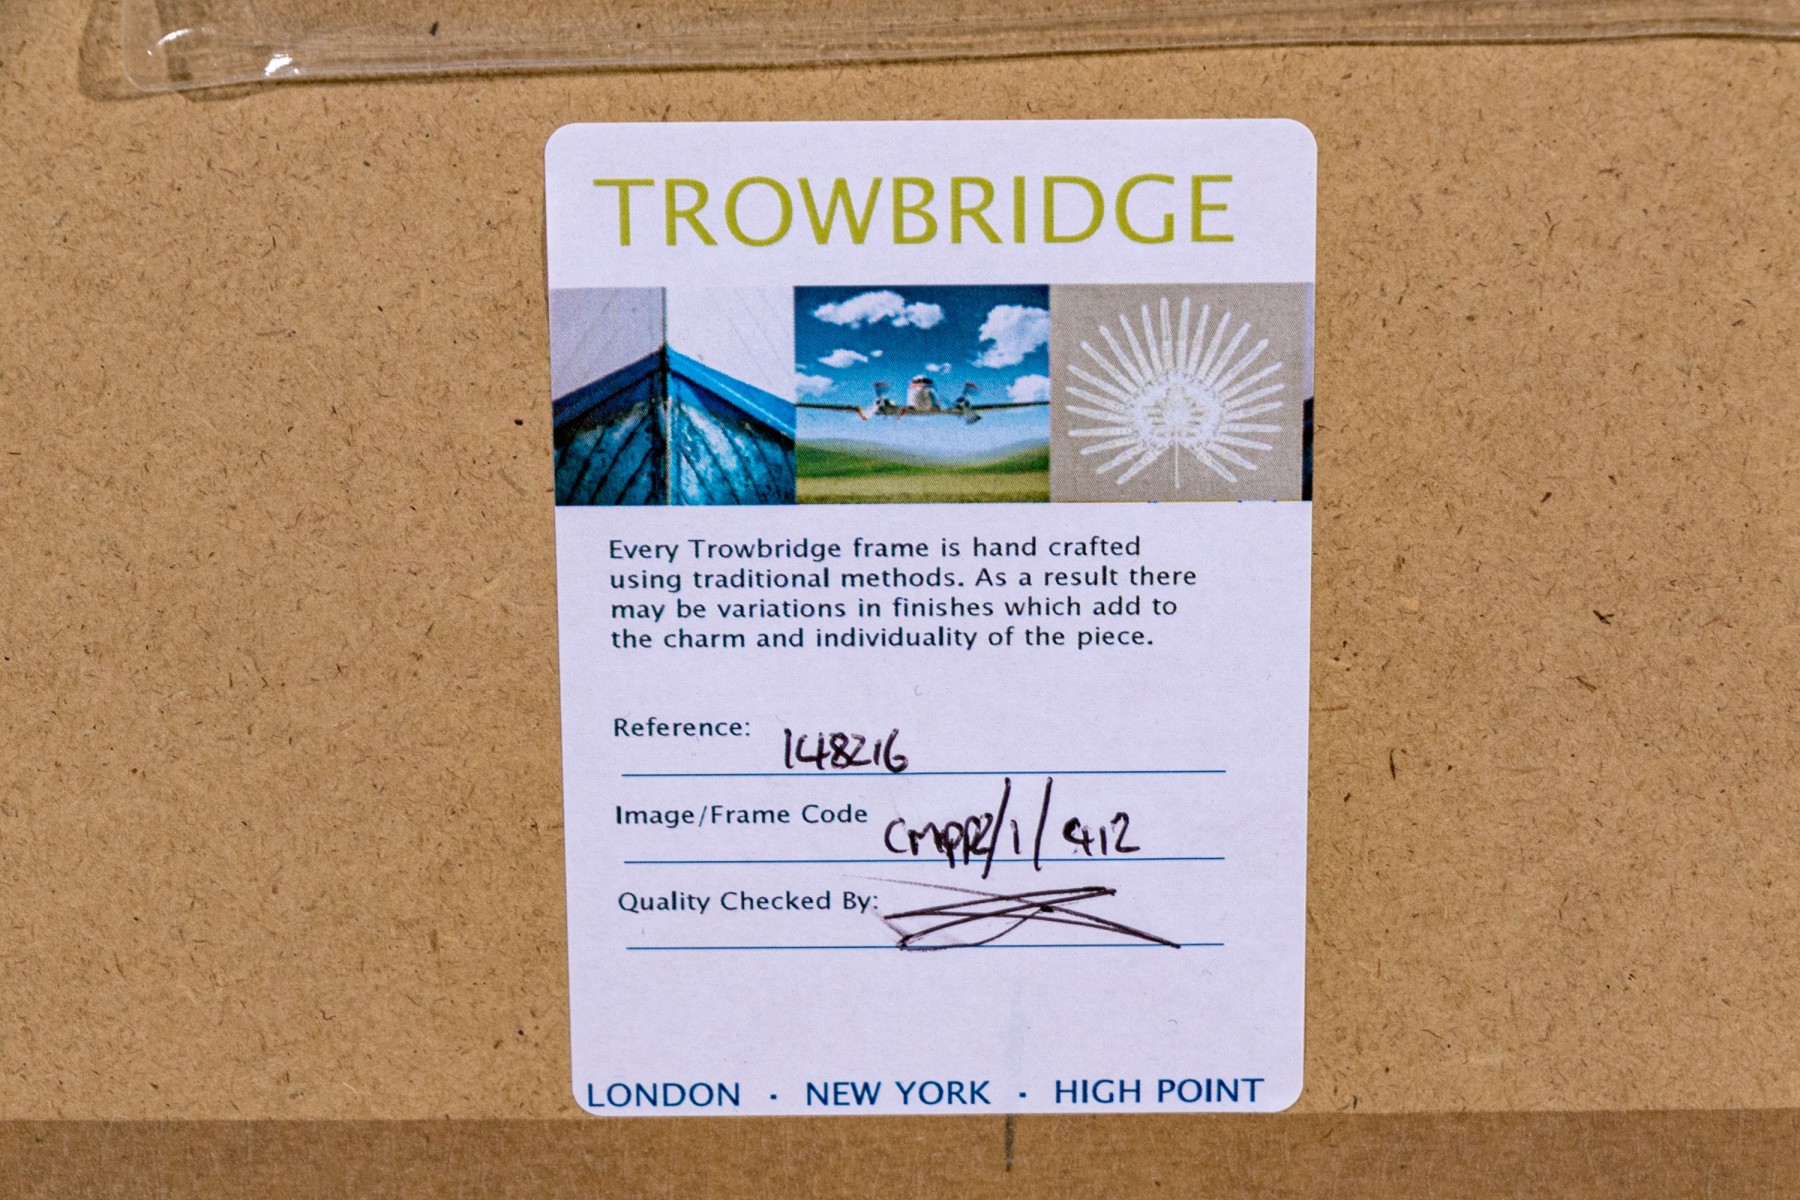 TROWBRIDGE
Every Trowbridge frame is hand crafted
using traditional methods. As a result there
may be variations in finishes which add to
the charm and individuality of the piece.
Reference: 148216
Image/Frame Code CMPR2/1/412
Quality Checked By:
LONDON · NEW YORK · HIGH POINT